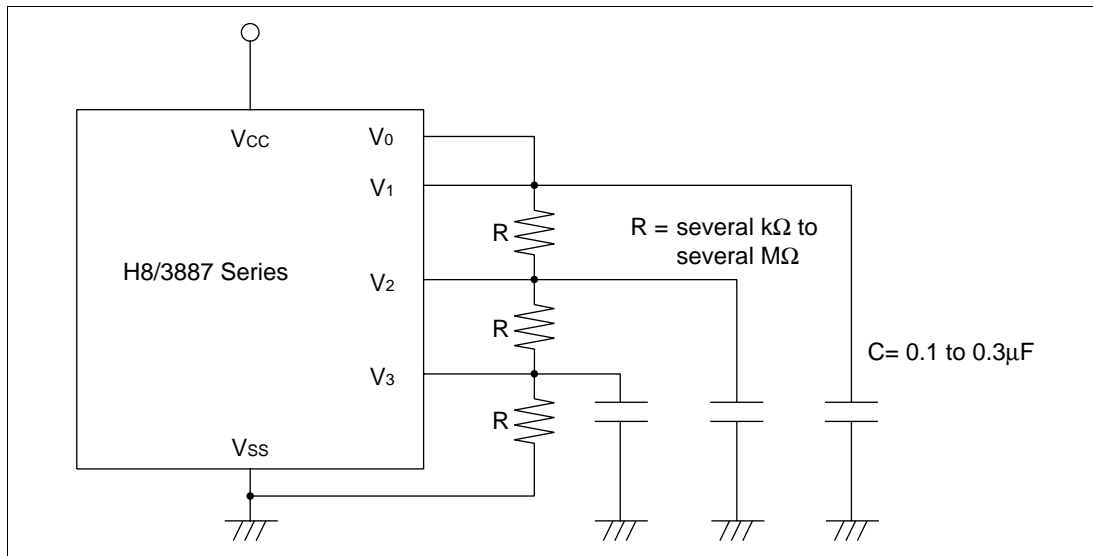 VCC
V0
V1
R
R = several kΩ to
several MΩ
H8/3887 Series
V2
R
C= 0.1 to 0.3μF
V3
R
VSS